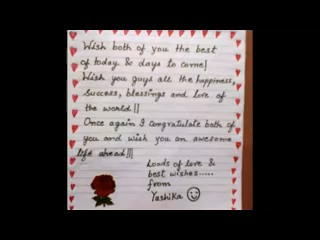 Wish both of you the best
of today & days to come!
Wish you guys all the happiness,
success, blessings and love of
the world!!
Once again I congratulate both of
you and wish you an awesome
life ahead!!!
Loads of love &
best wishes.....
from
Yashika